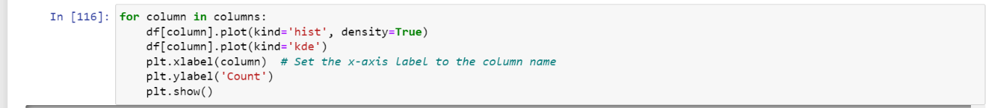 In [116]: for column in columns:
    df[column].plot(kind='hist', density=True)
    df[column].plot(kind='kde')
    plt.xlabel(column)  # Set the x-axis label to the column name
    plt.ylabel('Count')
    plt.show()